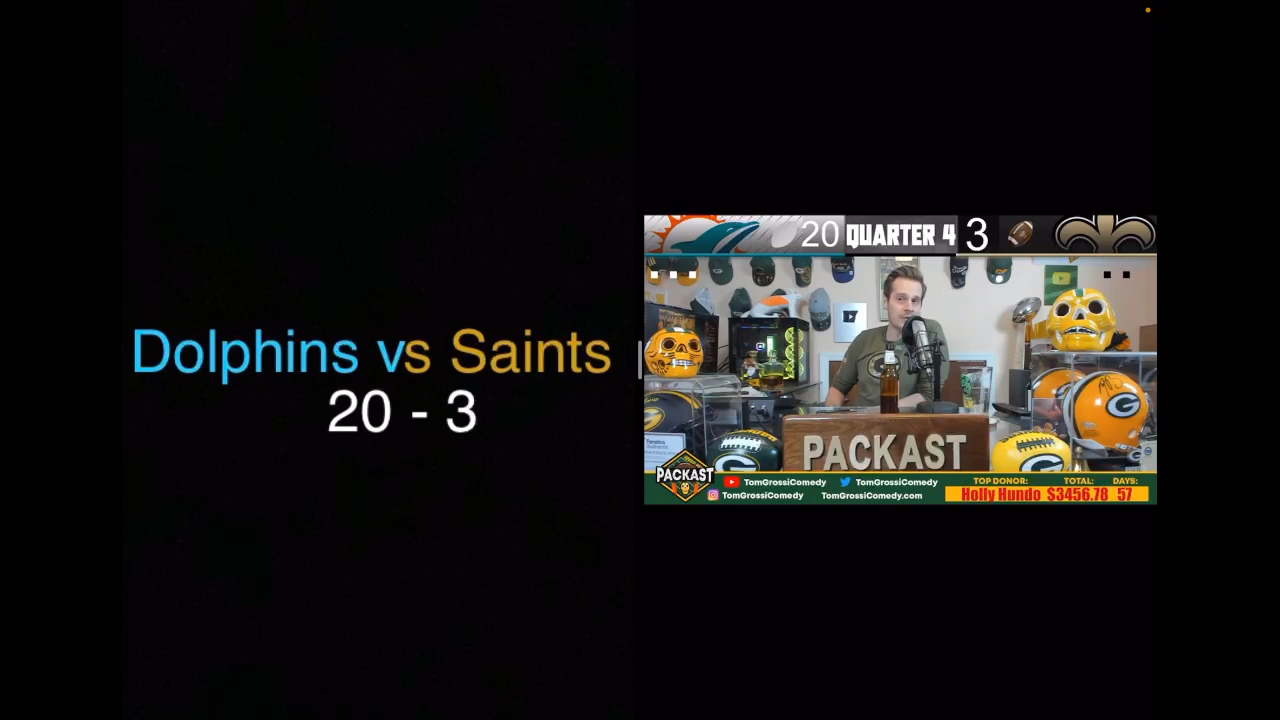 Dolphins vs Saints
20 - 3
20 QUARTER 4 3
PACKAST
PACKAST
TomGrossiComedy TomGrossiComedy
TomGrossiComedy TomGrossiComedy.com
TOP DONOR: TOTAL: DAYS:
Holly Hundo $3456.78 57